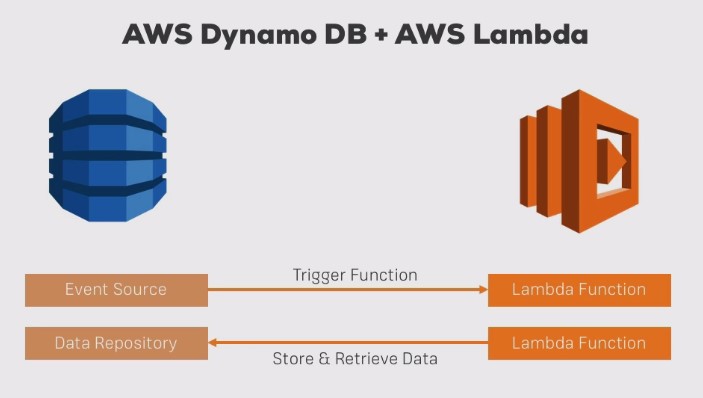 AWS Dynamo DB + AWS Lambda
Trigger Function
Event Source
Lambda Function
Data Repository
Lambda Function
Store & Retrieve Data